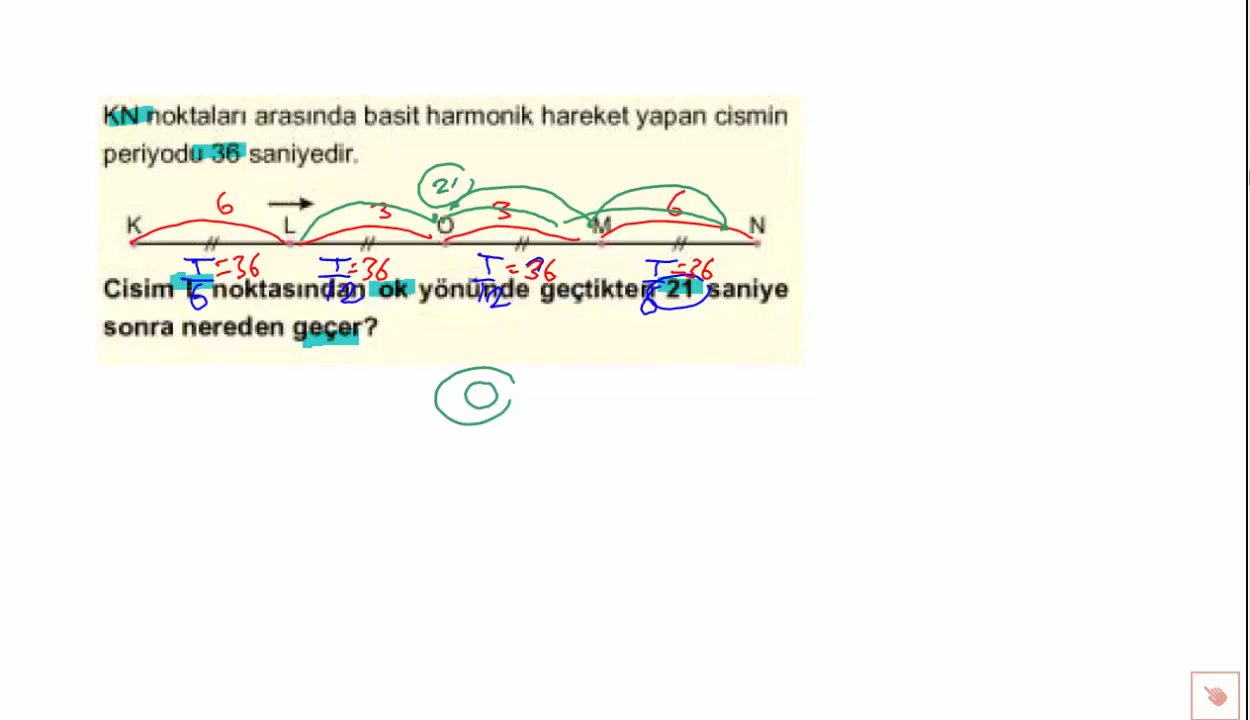 KN noktaları arasında basit harmonik hareket yapan cismin
periyodu 36 saniyedir.
21
6 3 3 6
K L O M N
T/6 = 36 T/12 = 36 T/12 = 36 T/6 = 36
Cisim L noktasından ok yönünde geçtikten 21 saniye
sonra nereden geçer?
O